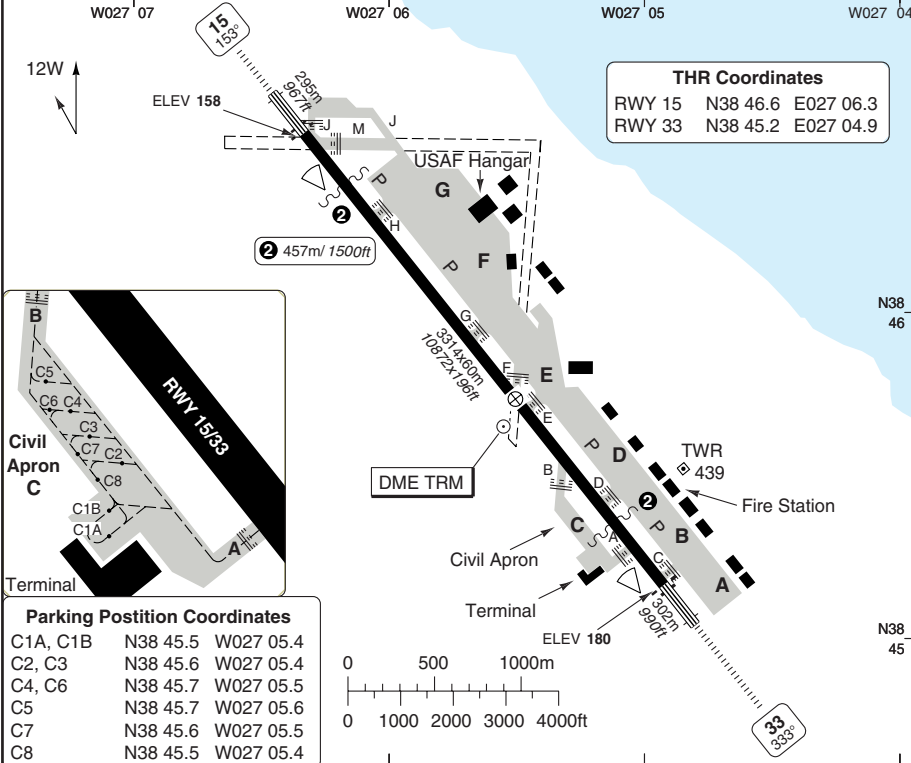 W027 07
W027 06
W027 05
W027 04
15
153°
12W
295m
967ft
ELEV 158
THR Coordinates
RWY 15 N38 46.6 E027 06.3
RWY 33 N38 45.2 E027 04.9
J
M
J
USAF Hangar
P
G
2
H
2 457m/ 1500ft
P
F
N38
46
B
G
3314x60m
10872x196ft
F
E
E
C5
C6 C4
RWY 15/33
C3
C7 C2
Civil
Apron
C
C8
C1B
C1A
A
Terminal
DME TRM
P
D
TWR
439
B
D
2
Fire Station
C
P
B
A
Civil Apron
C
A
Terminal
302m
990ft
ELEV 180
N38
45
Parking Postition Coordinates
C1A, C1B N38 45.5 W027 05.4
C2, C3 N38 45.6 W027 05.4
C4, C6 N38 45.7 W027 05.5
C5 N38 45.7 W027 05.6
C7 N38 45.6 W027 05.5
C8 N38 45.5 W027 05.4
0 500 1000m
0 1000 2000 3000 4000ft
33
333°